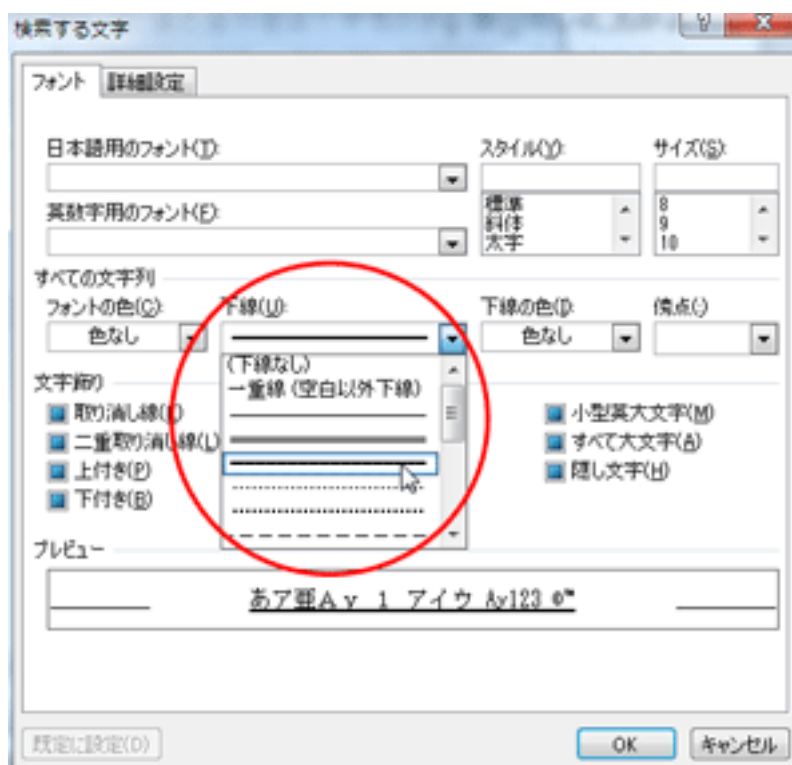 検索する文字
フォント 詳細設定
日本語用のフォント(T): スタイル(Y): サイズ(S):
標準 8
英数字用のフォント(F): 斜体 9
太字 10
すべての文字列
フォントの色(C): 下線(U): 下線の色(I): 傍点(·)
色なし 色なし
(下線なし)
文字飾り 一重線 (空白以外下線)
取り消し線(K) 小型英大文字(M)
二重取り消し線(L) すべて大文字(A)
上付き(P) 隠し文字(H)
下付き(B)
プレビュー
あア亜Ay 1 アイウ Ay123 ©™
既定に設定(D) OK キャンセル